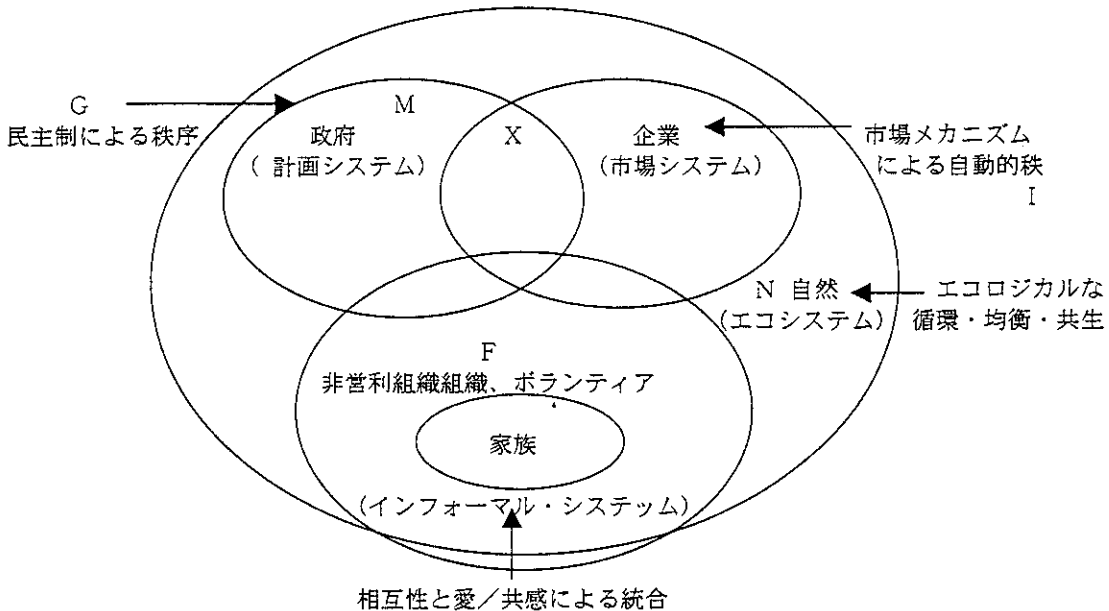 G
民主制による秩序
M
政府
( 計画システム)
X
企業
(市場システム)
市場メカニズム
による自動的秩
I
N 自然
(エコシステム)
エコロジカルな
循環・均衡・共生
F
非営利組織組織、ボランティア
家族
(インフォーマル・システッム)
相互性と愛/共感による統合